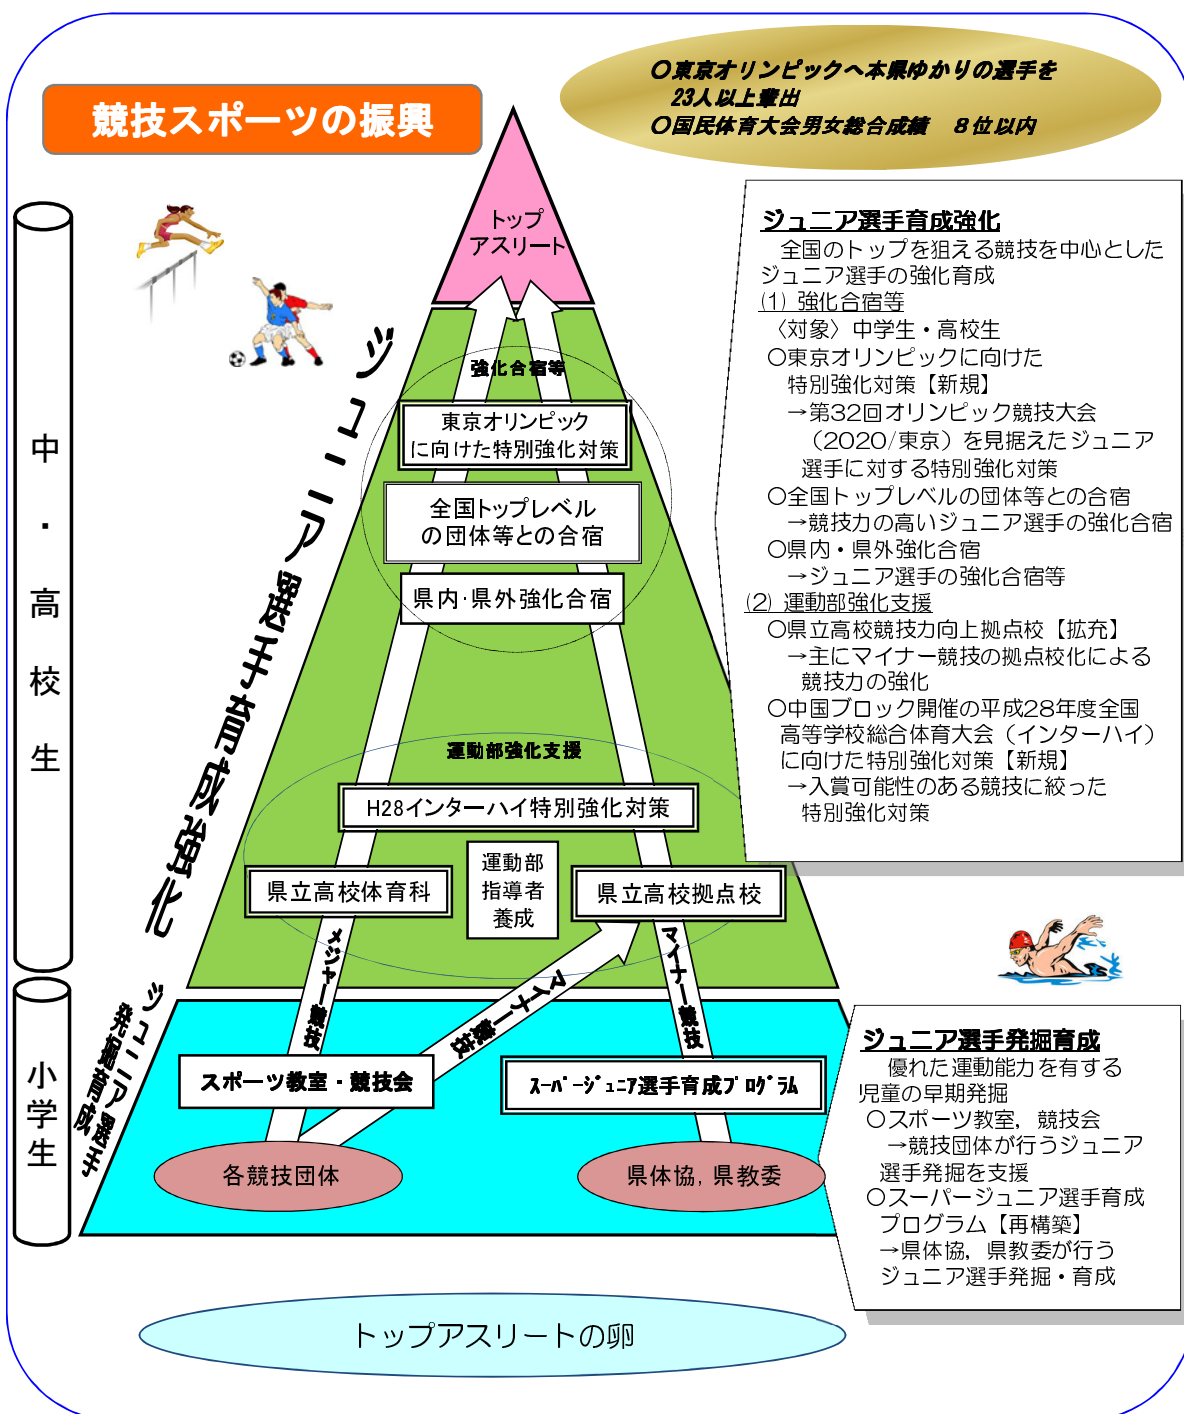 競技スポーツの振興
○東京オリンピックへ本県ゆかりの選手を
23人以上輩出
○国民体育大会男女総合成績　８位以内
トップ
アスリート
中・高校生
ジュニア選手育成強化
強化合宿等
東京オリンピック
に向けた特別強化対策
全国トップレベル
の団体等との合宿
県内･県外強化合宿
運動部強化支援
H28インターハイ特別強化対策
県立高校体育科
運動部
指導者
養成
県立高校拠点校
メジャー競技
マイナー競技
マイナー競技
小学生
ジュニア選手
発掘育成
スポーツ教室・競技会
ｽｰﾊﾟｰｼﾞｭﾆｱ選手育成ﾌﾟﾛｸﾞﾗﾑ
各競技団体
県体協，県教委
トップアスリートの卵
ジュニア選手育成強化
全国のトップを狙える競技を中心とした
ジュニア選手の強化育成
(1) 強化合宿等
〈対象〉中学生・高校生
○東京オリンピックに向けた
特別強化対策【新規】
→第32回オリンピック競技大会
（2020/東京）を見据えたジュニア
選手に対する特別強化対策
○全国トップレベルの団体等との合宿
→競技力の高いジュニア選手の強化合宿
○県内・県外強化合宿
→ジュニア選手の強化合宿等
(2) 運動部強化支援
○県立高校競技力向上拠点校【拡充】
→主にマイナー競技の拠点校化による
競技力の強化
○中国ブロック開催の平成28年度全国
高等学校総合体育大会（インターハイ）
に向けた特別強化対策【新規】
→入賞可能性のある競技に絞った
特別強化対策
ジュニア選手発掘育成
優れた運動能力を有する
児童の早期発掘
○スポーツ教室，競技会
→競技団体が行うジュニア
選手発掘を支援
○スーパージュニア選手育成
プログラム【再構築】
→県体協，県教委が行う
ジュニア選手発掘・育成